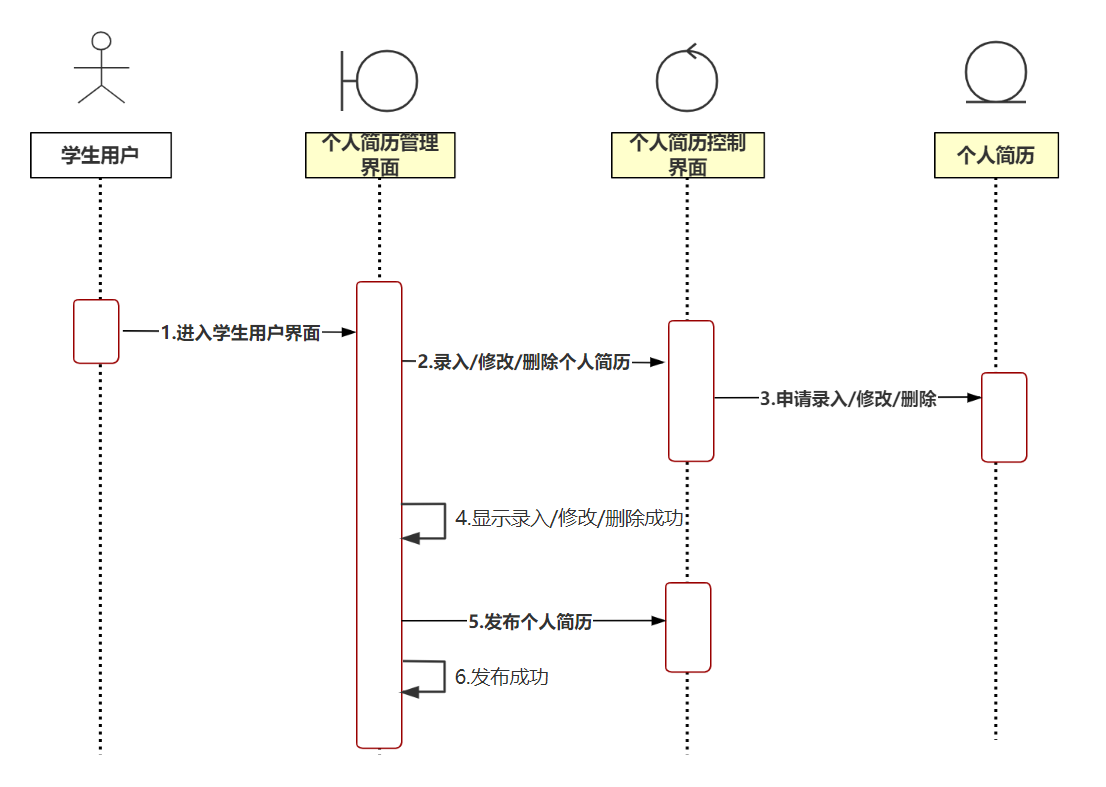 学生用户
个人简历管理
界面
个人简历控制
界面
个人简历
1.进入学生用户界面
2.录入/修改/删除个人简历
3.申请录入/修改/删除
4.显示录入/修改/删除成功
5.发布个人简历
6.发布成功